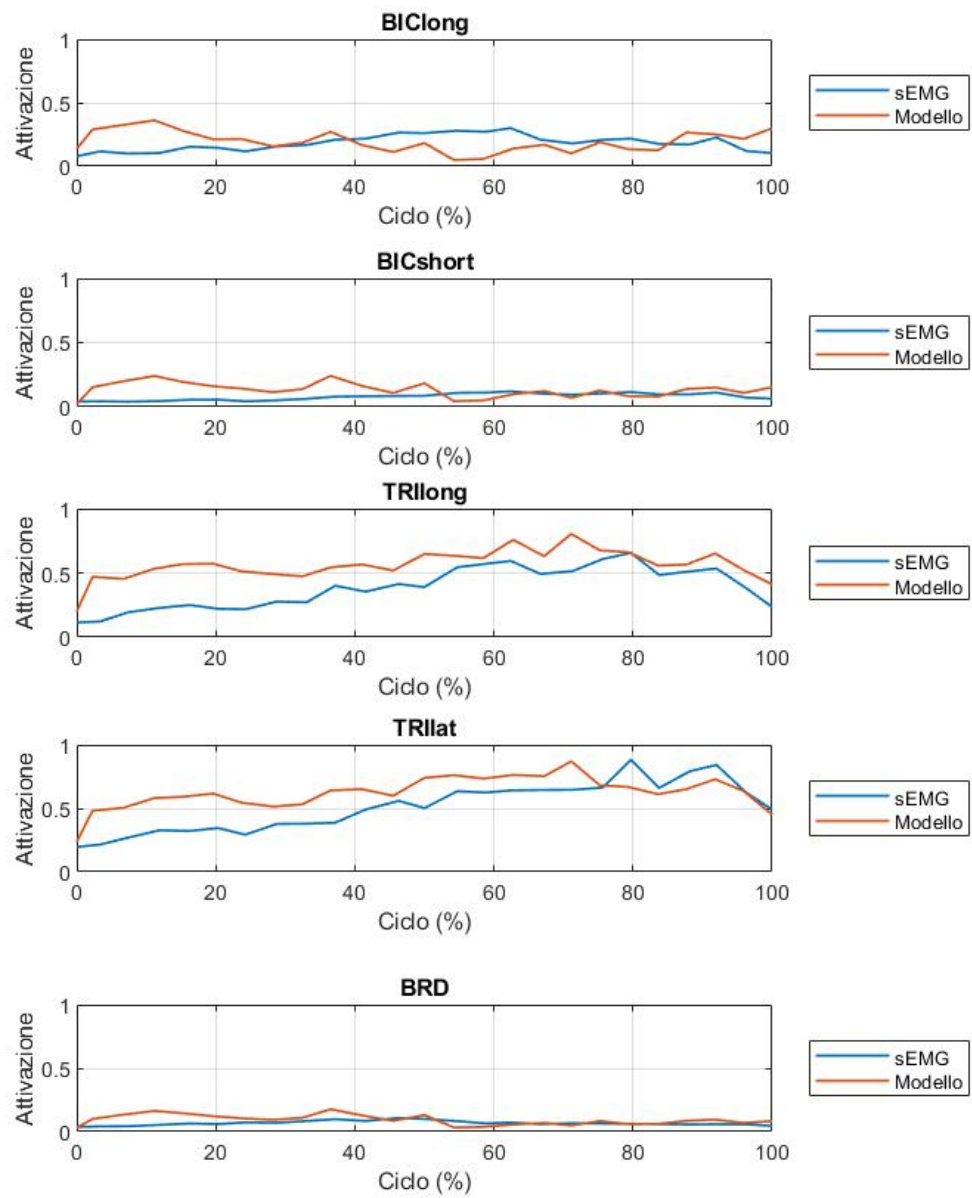 BIClong
1
0.5
0
Attivazione
0 20 40 60 80 100
Ciclo (%)
sEMG
Modello
BICshort
1
0.5
0
Attivazione
0 20 40 60 80 100
Ciclo (%)
sEMG
Modello
TRIlong
1
0.5
0
Attivazione
0 20 40 60 80 100
Ciclo (%)
sEMG
Modello
TRIlat
1
0.5
0
Attivazione
0 20 40 60 80 100
Ciclo (%)
sEMG
Modello
BRD
1
0.5
0
Attivazione
0 20 40 60 80 100
Ciclo (%)
sEMG
Modello